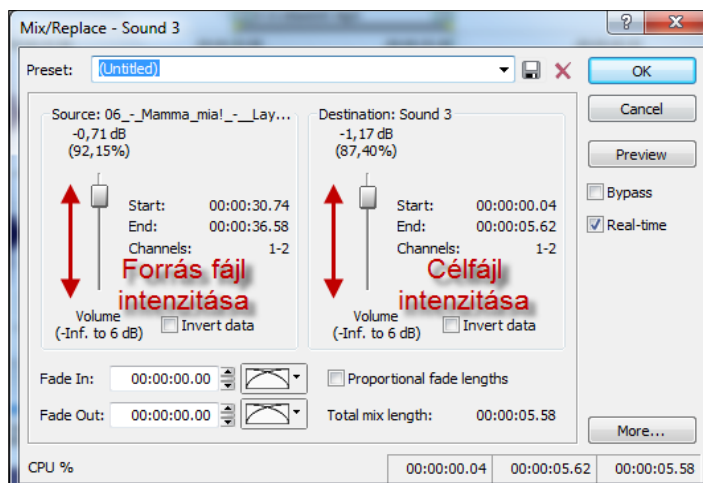 Mix/Replace - Sound 3
Preset: (Untitled)
OK
Cancel
Preview
Bypass
Real-time
Source: 06_-_Mamma_mia!_-__Lay...
-0,71 dB
(92,15%)
Start: 00:00:30.74
End: 00:00:36.58
Channels: 1-2
Forrás fájl
intenzitása
Volume
(-Inf. to 6 dB)
Invert data
Destination: Sound 3
-1,17 dB
(87,40%)
Start: 00:00:00.04
End: 00:00:05.62
Channels: 1-2
Célfájl
intenzitása
Volume
(-Inf. to 6 dB)
Invert data
Fade In: 00:00:00.00
Proportional fade lengths
Fade Out: 00:00:00.00
Total mix length: 00:00:05.58
More...
CPU % 00:00:00.04 00:00:05.62 00:00:05.58